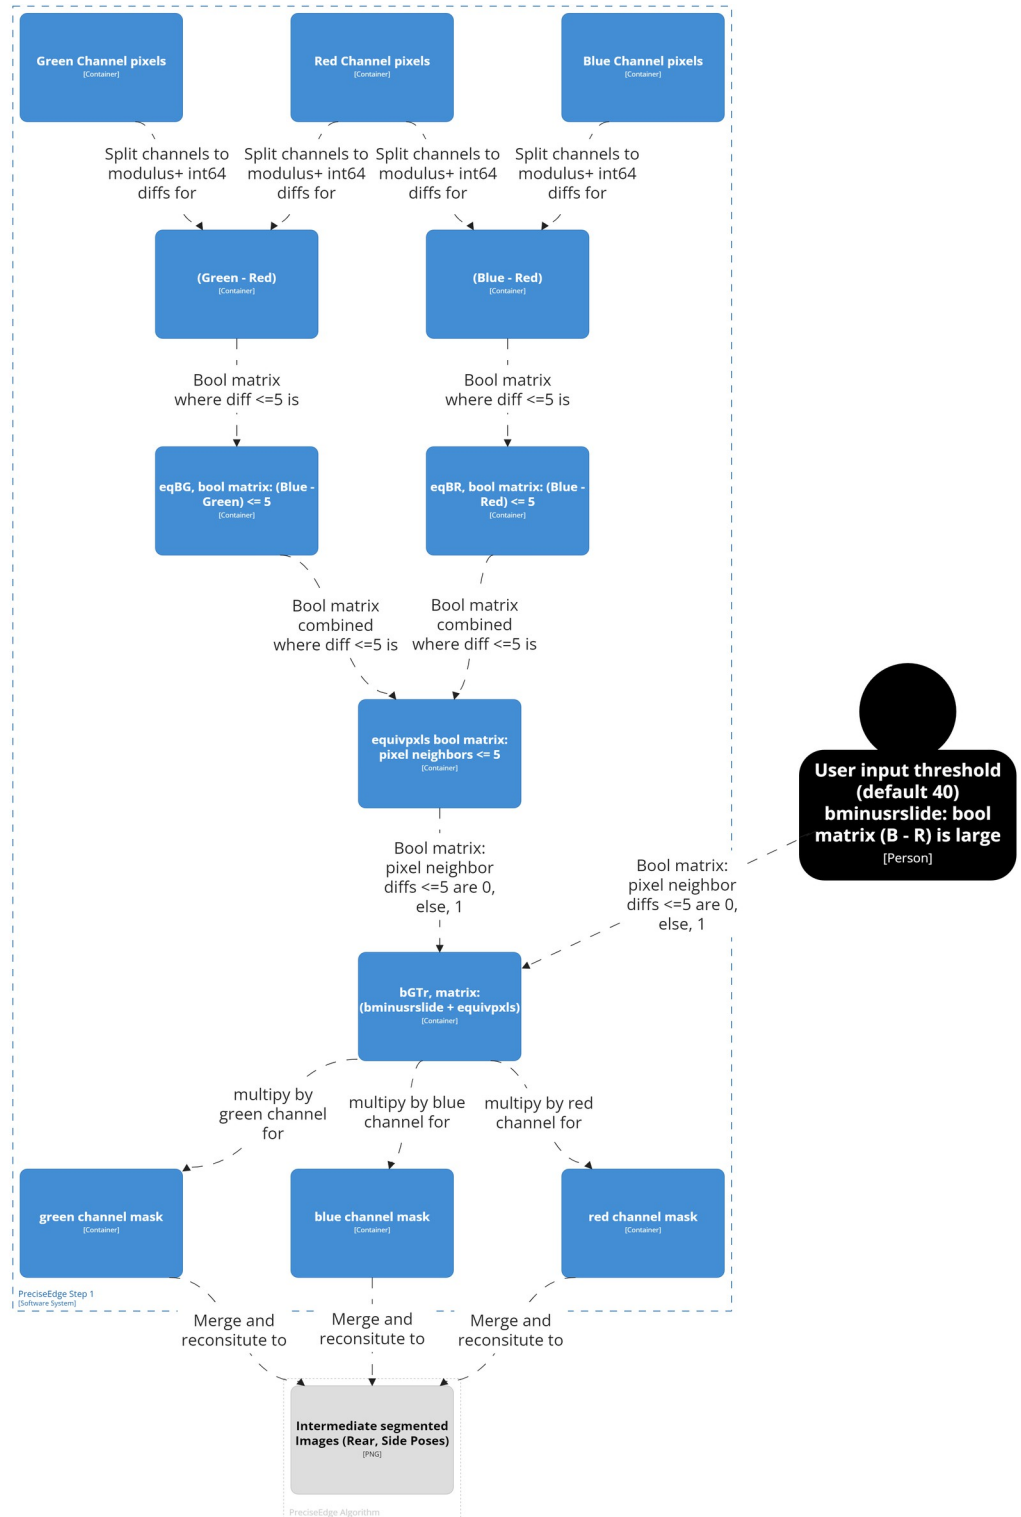 Green Channel pixels
[Container]
Red Channel pixels
[Container]
Blue Channel pixels
[Container]
Split channels to
modulus+ int64
diffs for
Split channels to
modulus+ int64
diffs for
Split channels to
modulus+ int64
diffs for
Split channels to
modulus+ int64
diffs for
(Green - Red)
[Container]
(Blue - Red)
[Container]
Bool matrix
where diff <=5 is
Bool matrix
where diff <=5 is
eqBG, bool matrix: (Blue -
Green) <= 5
[Container]
eqBR, bool matrix: (Blue -
Red) <= 5
[Container]
Bool matrix
combined
where diff <=5 is
Bool matrix
combined
where diff <=5 is
equivpxls bool matrix:
pixel neighbors <= 5
[Container]
User input threshold
(default 40)
bminusrslide: bool
matrix (B - R) is large
[Person]
Bool matrix:
pixel neighbor
diffs <=5 are 0,
else, 1
Bool matrix:
pixel neighbor
diffs <=5 are 0,
else, 1
bGTr, matrix:
(bminusrslide + equivpxls)
[Container]
multipy by
green channel
for
multipy by blue
channel for
multipy by red
channel for
green channel mask
[Container]
blue channel mask
[Container]
red channel mask
[Container]
PreciseEdge Step 1
[Software System]
Merge and
reconsitute to
Merge and
reconsitute to
Merge and
reconsitute to
Intermediate segmented
Images (Rear, Side Poses)
[PNG]
PreciseEdge Algorithm